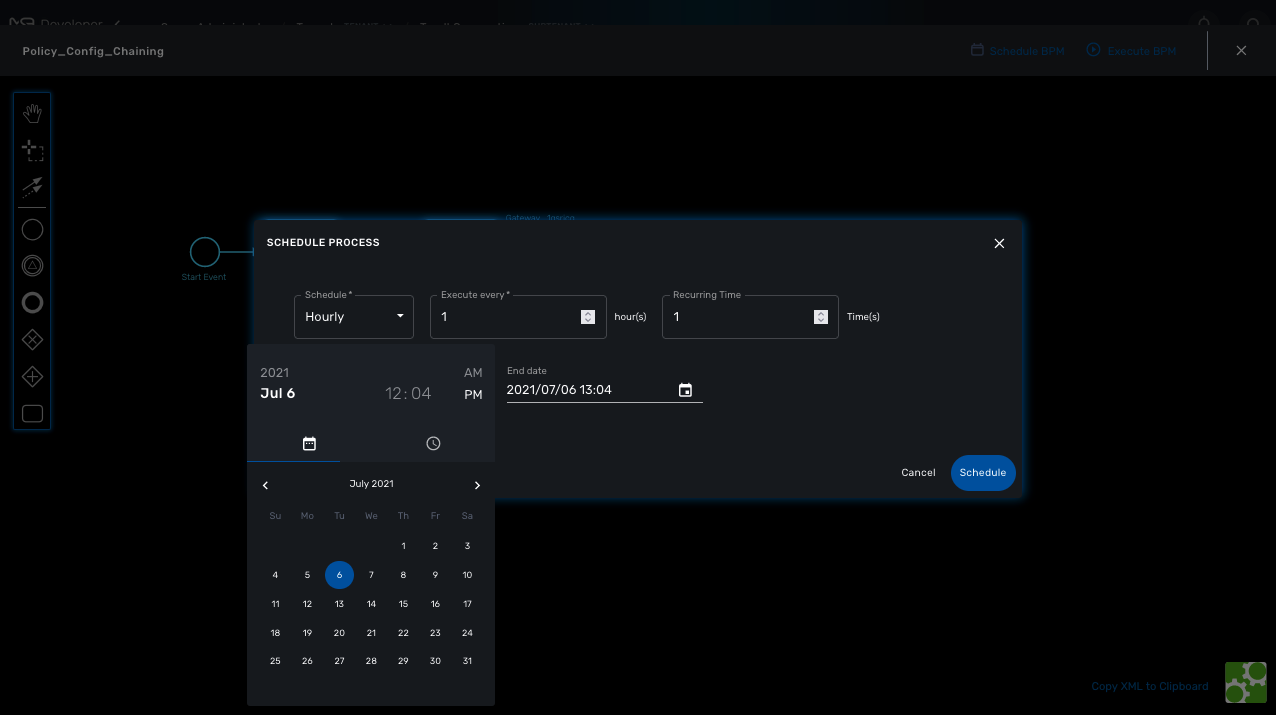 Developer
Policy_Config_Chaining
Schedule BPM
Execute BPM
Start Event
SCHEDULE PROCESS
Schedule *
Hourly
Execute every *
1
hour(s)
Recurring Time
1
Time(s)
2021
Jul 6
12:04
AM
PM
End date
2021/07/06 13:04
July 2021
Su Mo Tu We Th Fr Sa
1 2 3
4 5 6 7 8 9 10
11 12 13 14 15 16 17
18 19 20 21 22 23 24
25 26 27 28 29 30 31
Cancel
Schedule
Copy XML to Clipboard